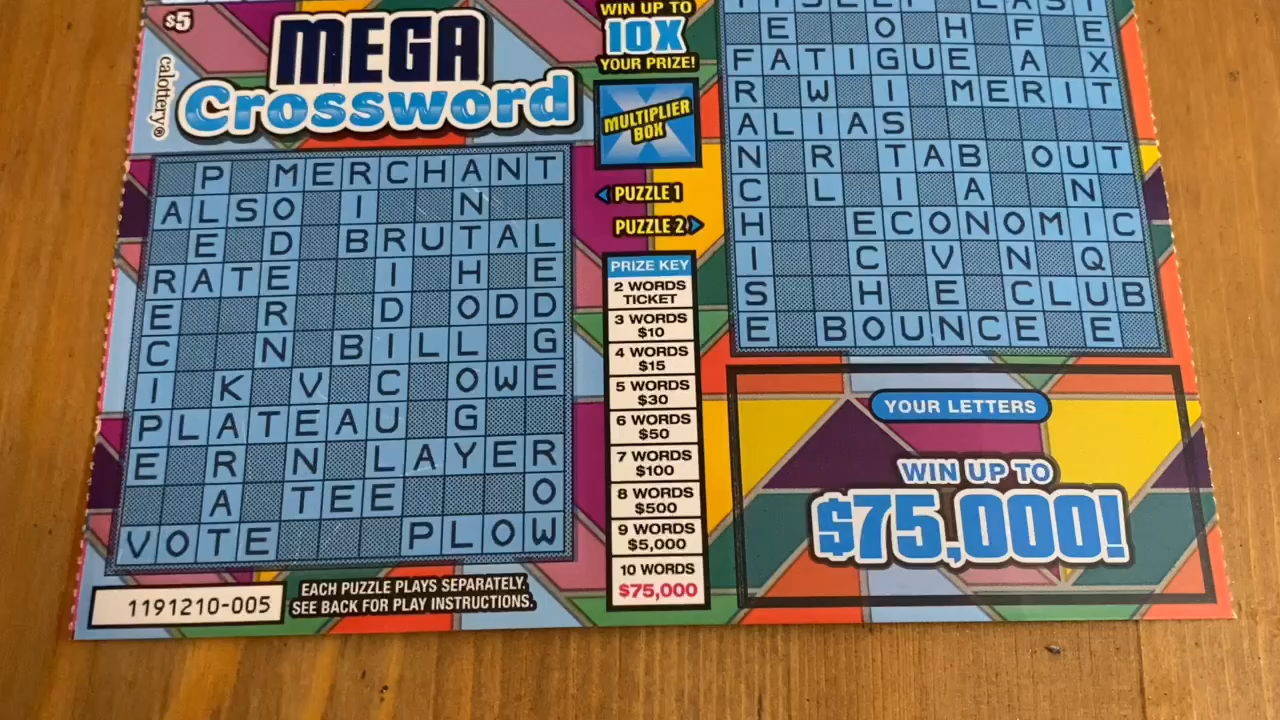 $5
calottery®
MEGA
Crossword
P MERCHANT
ALSO I N
E D BRUTAL
RATE I H E
E R D ODD
C N BILL G
I K V C OWE
PLATEAU G
E R N LAYER
A TEE O
VOTE PLOW
1191210-005
EACH PUZZLE PLAYS SEPARATELY.
SEE BACK FOR PLAY INSTRUCTIONS.
WIN UP TO
10X
YOUR PRIZE!
MULTIPLIER
BOX
PUZZLE 1
PUZZLE 2
PRIZE KEY
2 WORDS
TICKET
3 WORDS
$10
4 WORDS
$15
5 WORDS
$30
6 WORDS
$50
7 WORDS
$100
8 WORDS
$500
9 WORDS
$5,000
10 WORDS
$75,000
E O H F E
FATIGUE A X
R W I MERIT
ALIAS
N R TAB OUT
C L I A N
H ECONOMIC
I C V N Q
S H E CLUB
E BOUNCE E
YOUR LETTERS
WIN UP TO
$75,000!